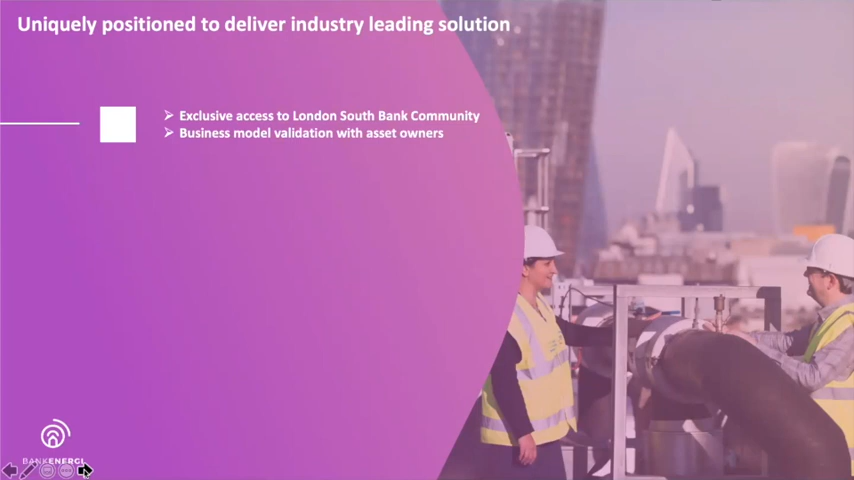 Uniquely positioned to deliver industry leading solution
Exclusive access to London South Bank Community
Business model validation with asset owners
BANKENERGI